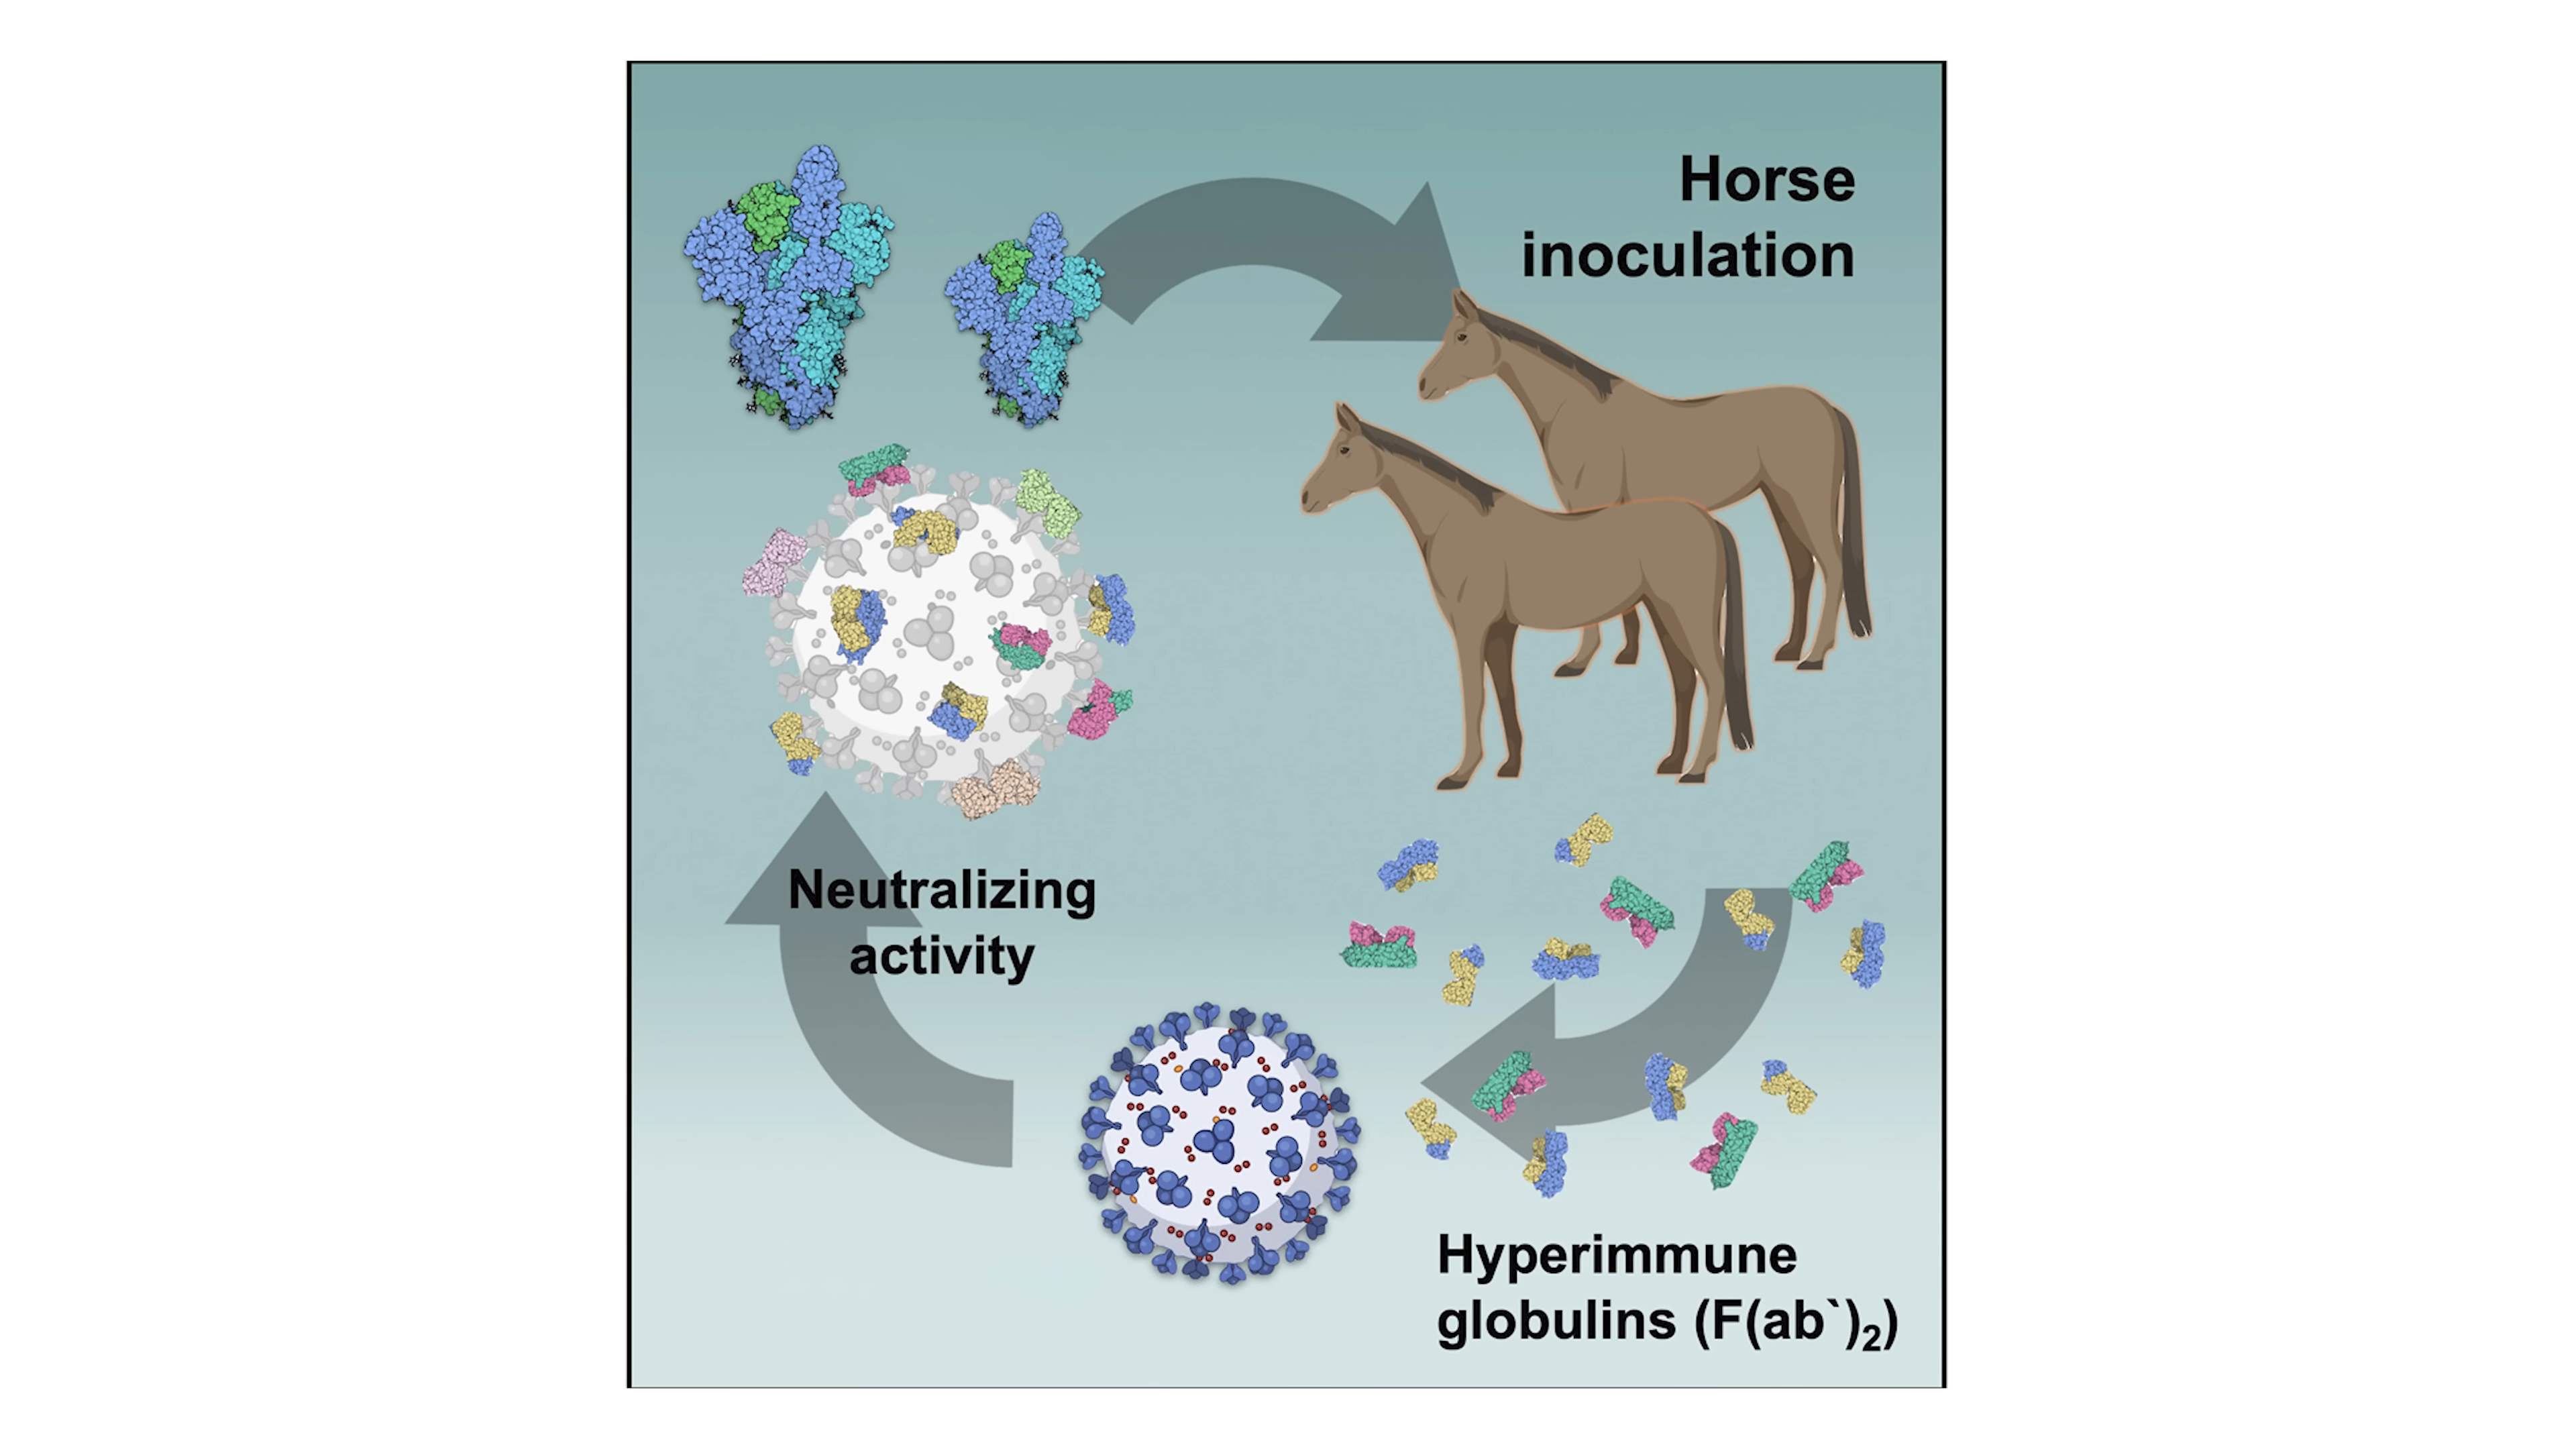 Horse
inoculation
Neutralizing
activity
Hyperimmune
globulins (F(ab`)₂)